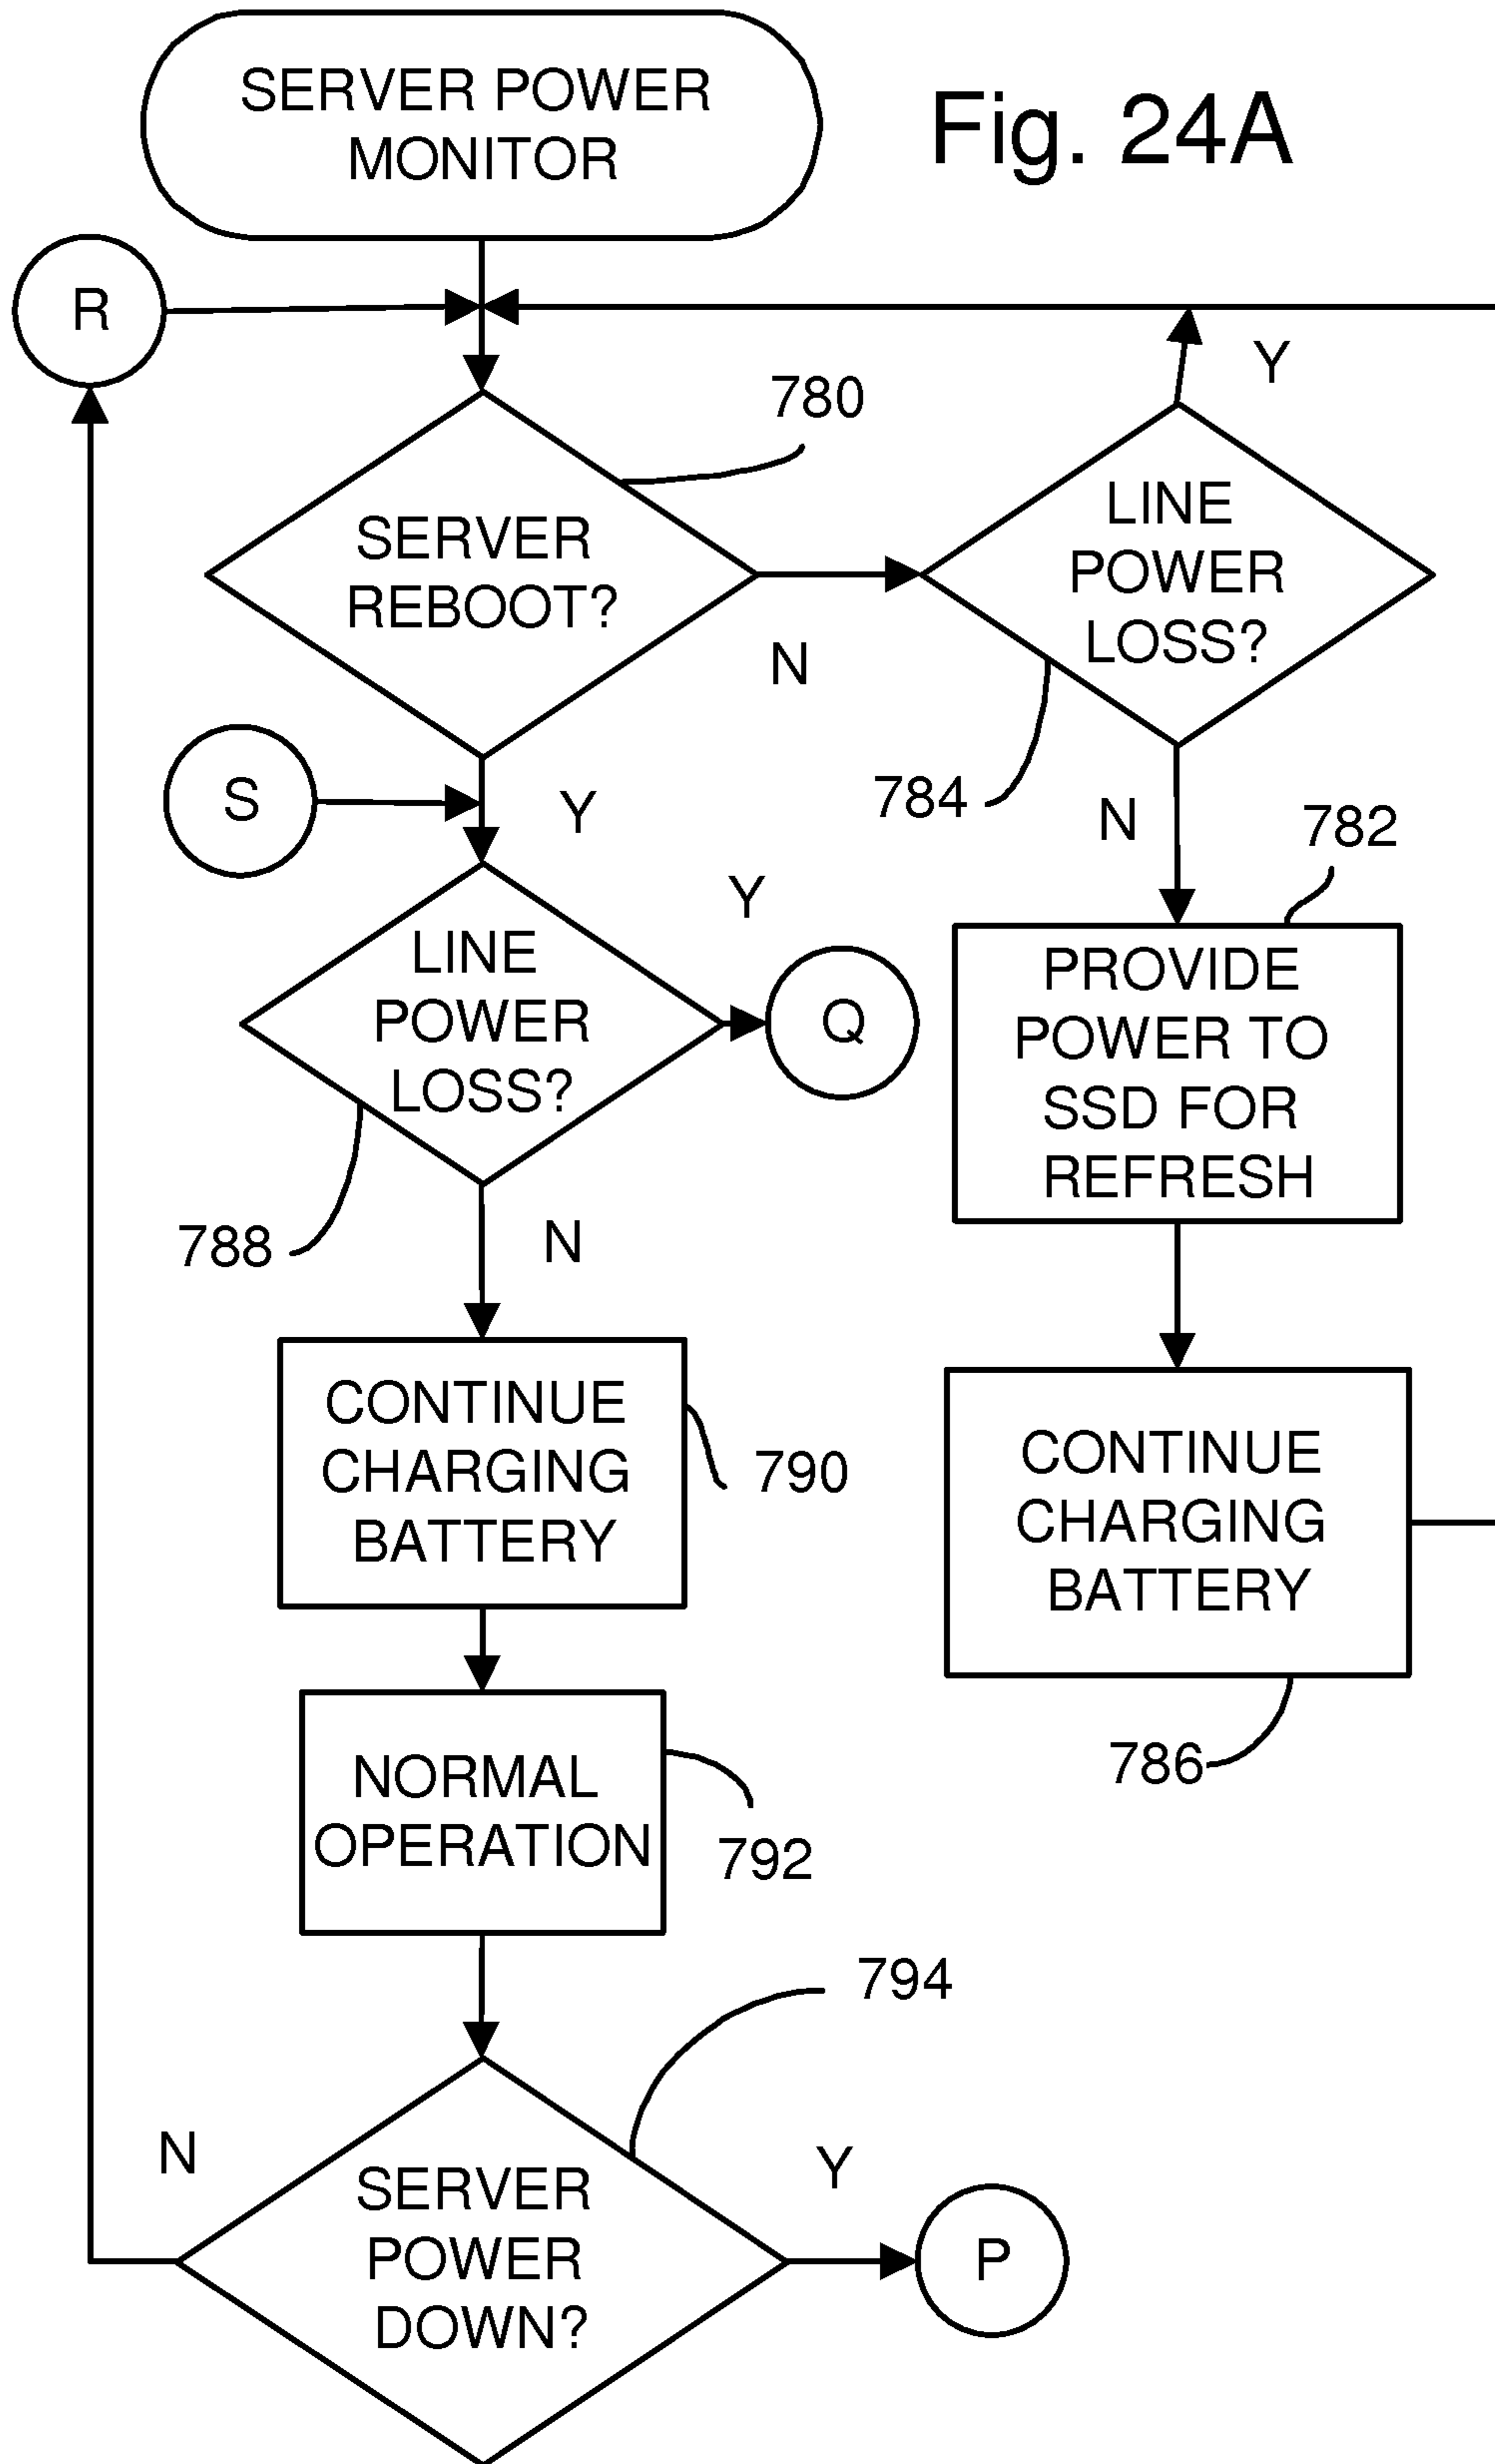 SERVER POWER
MONITOR
Fig. 24A
R
780
Y
SERVER
REBOOT?
N
LINE
POWER
LOSS?
784
S
Y
N
782
LINE
POWER
LOSS?
Y
Q
788
N
PROVIDE
POWER TO
SSD FOR
REFRESH
CONTINUE
CHARGING
BATTERY
790
CONTINUE
CHARGING
BATTERY
786
NORMAL
OPERATION
792
794
N
SERVER
POWER
DOWN?
Y
P